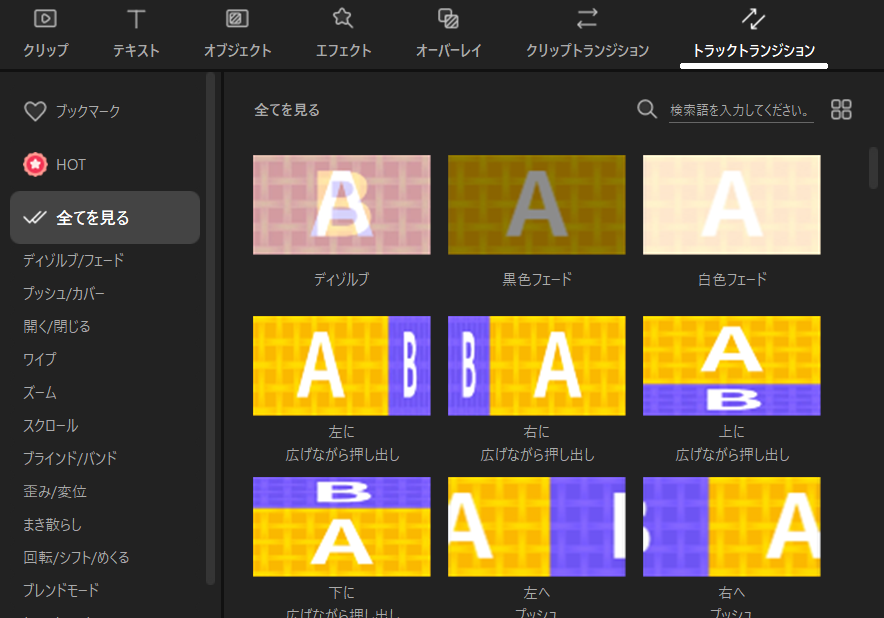 クリップ
テキスト
オブジェクト
エフェクト
オーバーレイ
クリップトランジション
トラックトランジション
ブックマーク
HOT
全てを見る
ディゾルブ/フェード
プッシュ/カバー
開く/閉じる
ワイプ
ズーム
スクロール
ブラインド/バンド
歪み/変位
まき散らし
回転/シフト/めくる
ブレンドモード
全てを見る
検索語を入力してください。
B A
A
A
ディゾルブ
黒色フェード
白色フェード
A B
B A
A
B
左に
広げながら押し出し
右に
広げながら押し出し
上に
広げながら押し出し
B
A
A
A
下に
広げながら押し出し
左へ
プッシュ
右へ
プッシュ